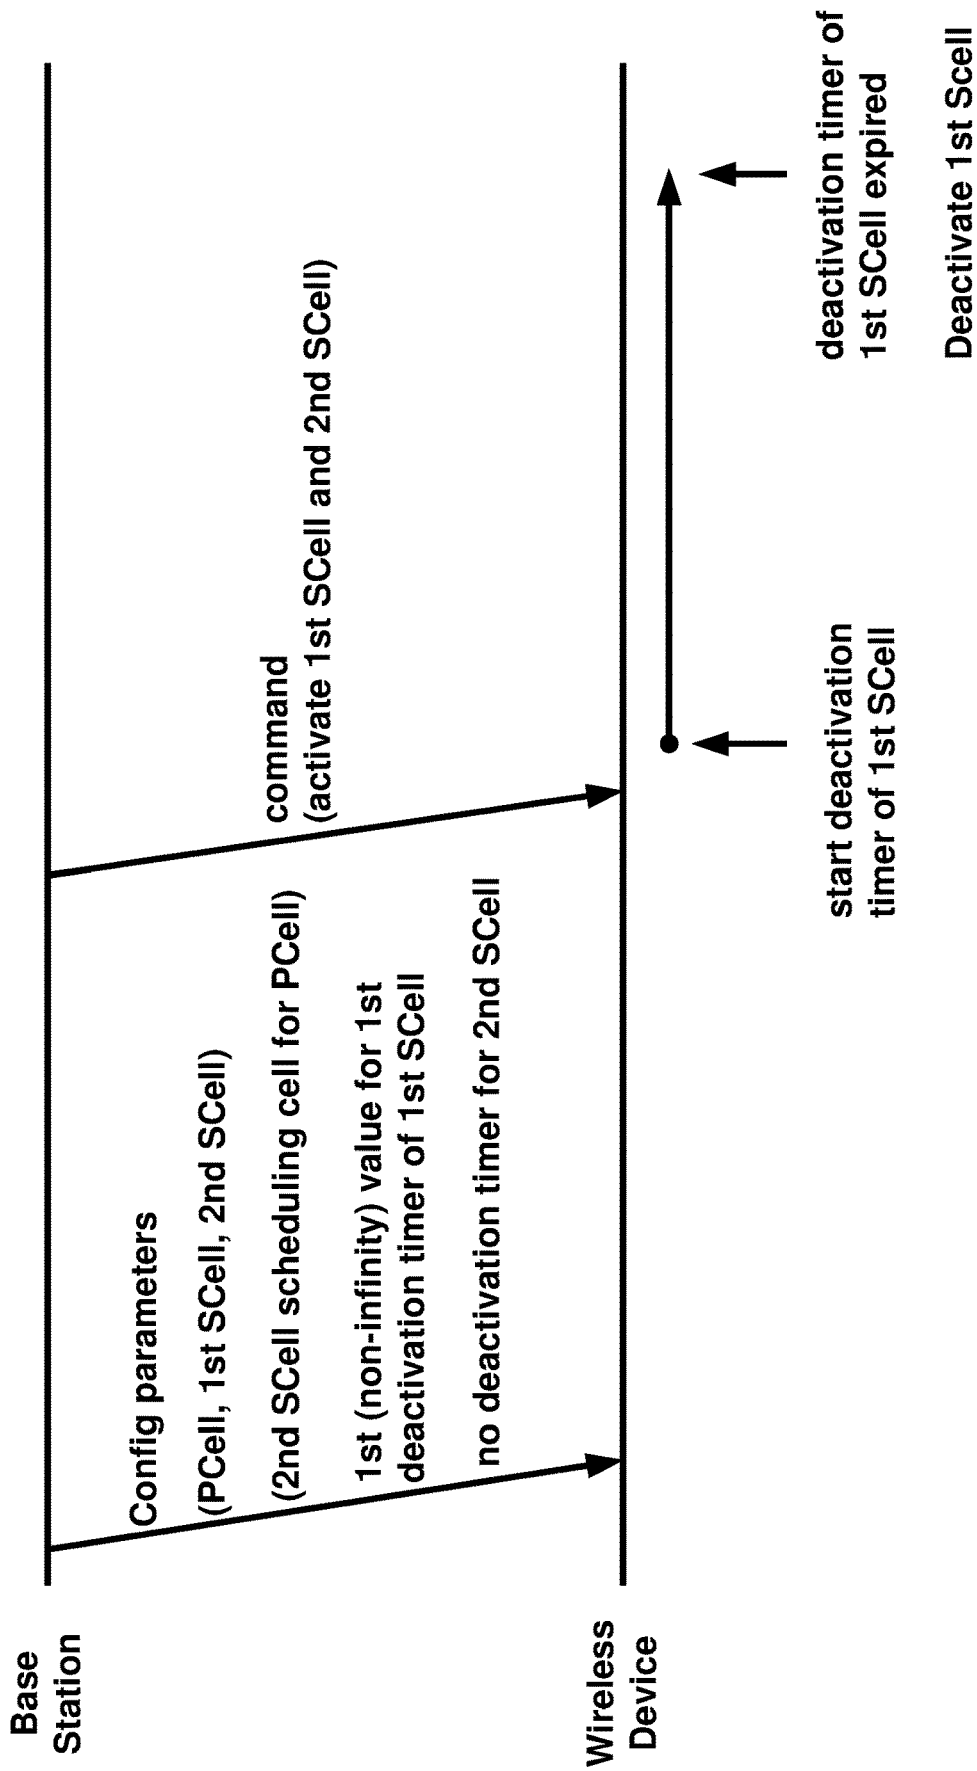 Base
Station
Config parameters
(PCell, 1st SCell, 2nd SCell)
(2nd SCell scheduling cell for PCell)
1st (non-infinity) value for 1st
deactivation timer of 1st SCell
no deactivation timer for 2nd SCell
command
(activate 1st SCell and 2nd SCell)
Wireless
Device
start deactivation
timer of 1st SCell
deactivation timer of
1st SCell expired
Deactivate 1st Scell